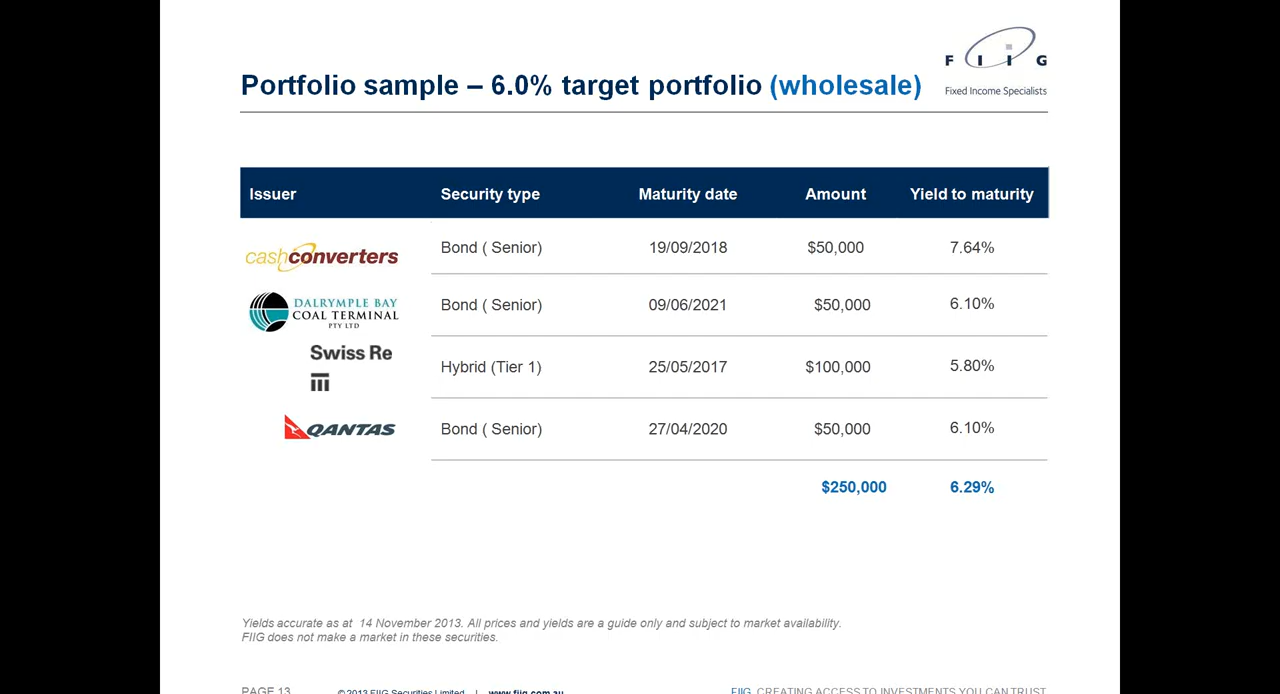 F I I G
Portfolio sample – 6.0% target portfolio (wholesale)
Fixed Income Specialists
Issuer Security type Maturity date Amount Yield to maturity
cashconverters Bond ( Senior) 19/09/2018 $50,000 7.64%
DALRYMPLE BAY
COAL TERMINAL
PTY LTD
Bond ( Senior) 09/06/2021 $50,000 6.10%
Swiss Re
Hybrid (Tier 1) 25/05/2017 $100,000 5.80%
QANTAS Bond ( Senior) 27/04/2020 $50,000 6.10%
$250,000 6.29%
Yields accurate as at 14 November 2013. All prices and yields are a guide only and subject to market availability.
FIIG does not make a market in these securities.
PAGE 13 © 2013 FIIG Securities Limited | www.fiig.com.au FIIG CREATING ACCESS TO INVESTMENTS YOU CAN TRUST